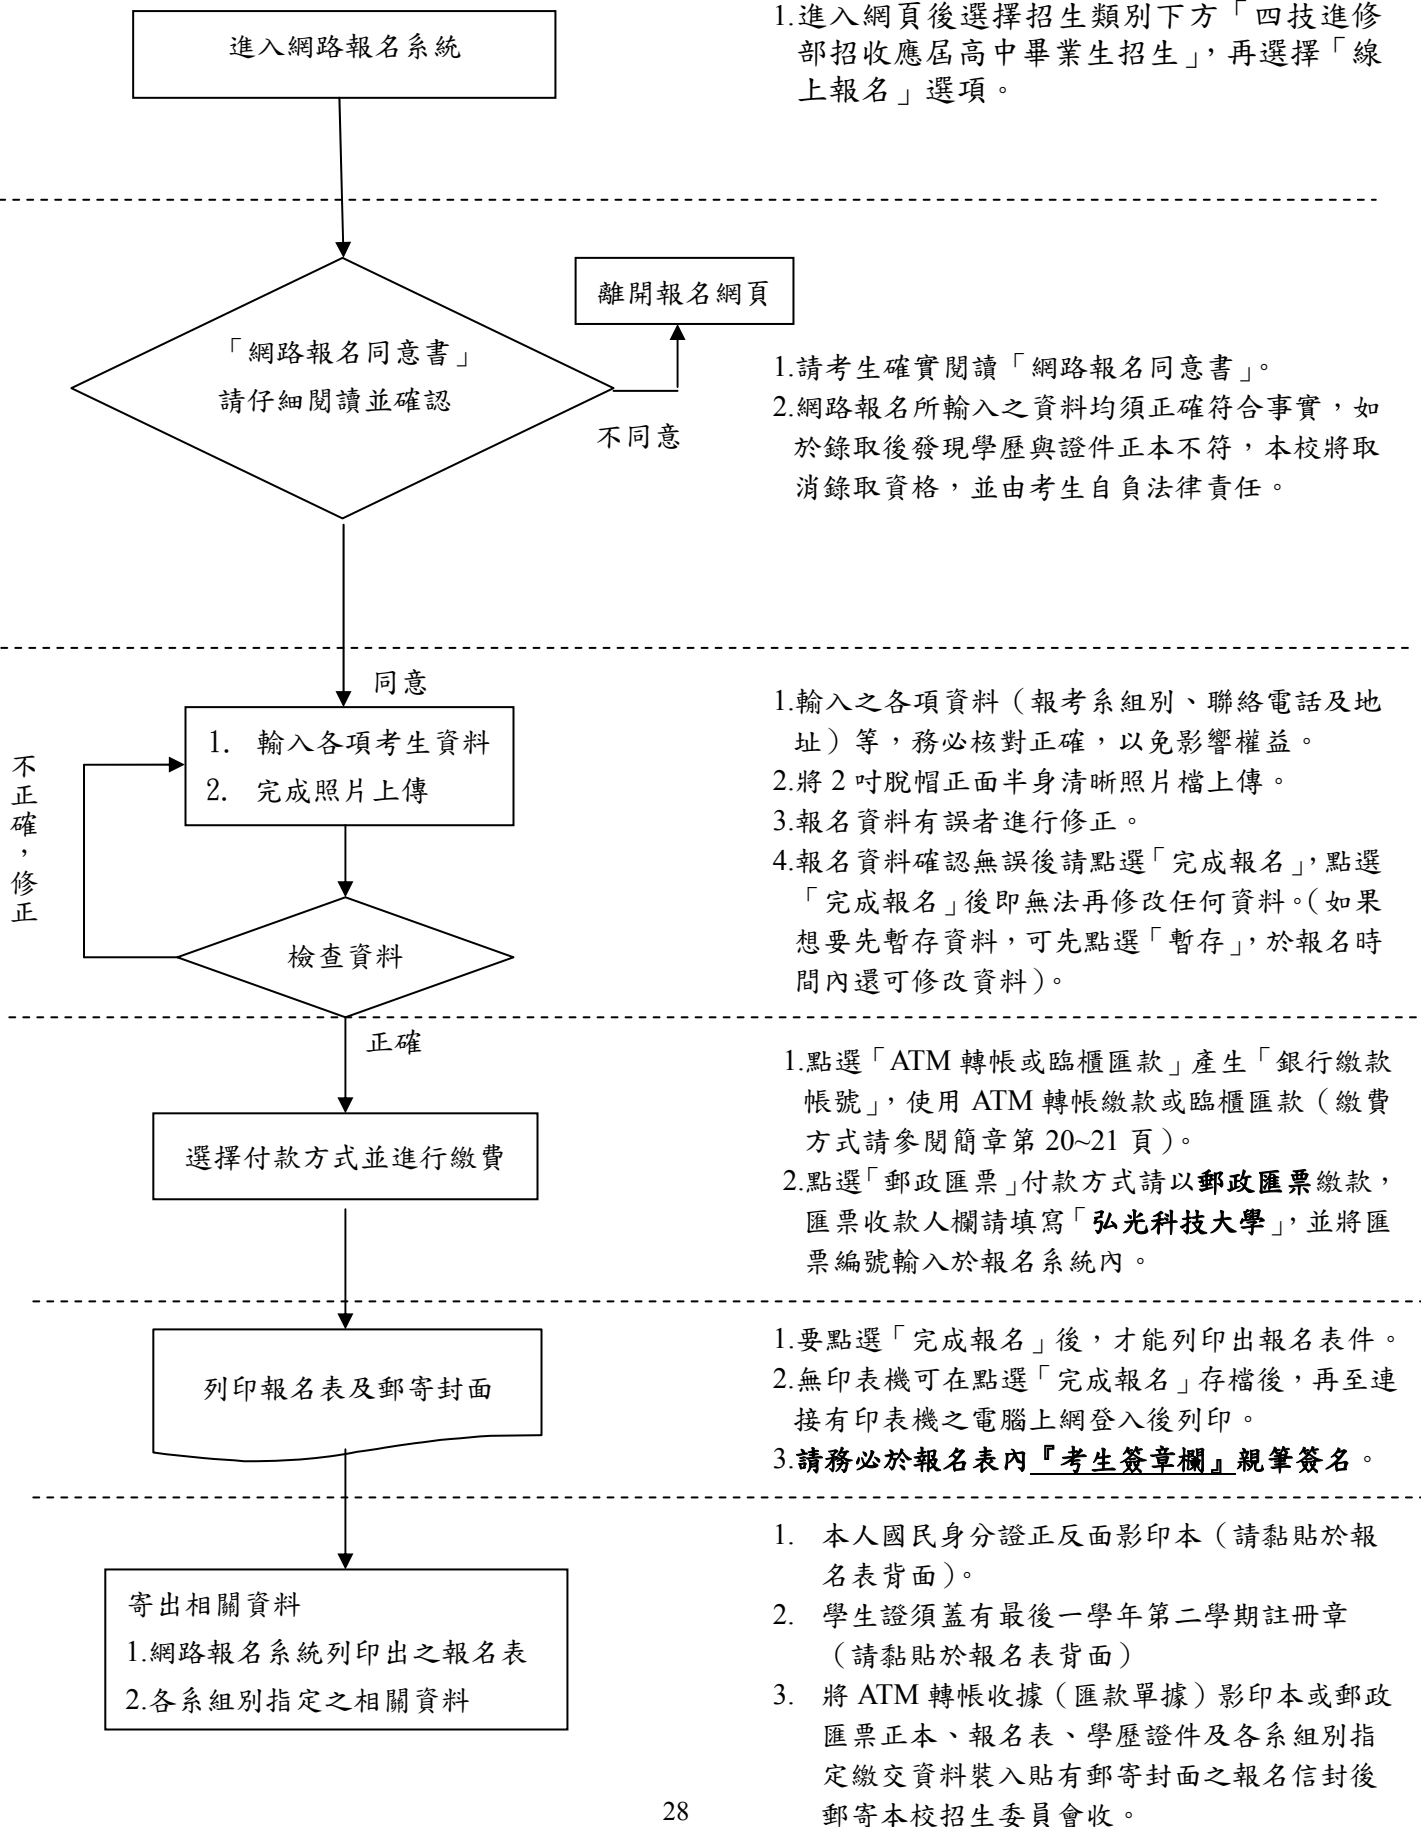 進入網路報名系統
1.進入網頁後選擇招生類別下方「四技進修
部招收應屆高中畢業生招生」，再選擇「線
上報名」選項。
離開報名網頁
「網路報名同意書」
請仔細閱讀並確認
不同意
1.請考生確實閱讀「網路報名同意書」。
2.網路報名所輸入之資料均須正確符合事實，如
於錄取後發現學歷與證件正本不符，本校將取
消錄取資格，並由考生自負法律責任。
同意
1. 輸入各項考生資料
2. 完成照片上傳
不正確，修正
檢查資料
1.輸入之各項資料（報考系組別、聯絡電話及地
址）等，務必核對正確，以免影響權益。
2.將 2 吋脫帽正面半身清晰照片檔上傳。
3.報名資料有誤者進行修正。
4.報名資料確認無誤後請點選「完成報名」，點選
「完成報名」後即無法再修改任何資料。（如果
想要先暫存資料，可先點選「暫存」，於報名時
間內還可修改資料）。
正確
選擇付款方式並進行繳費
1.點選「ATM 轉帳或臨櫃匯款」產生「銀行繳款
帳號」，使用 ATM 轉帳繳款或臨櫃匯款（繳費
方式請參閱簡章第 20~21 頁）。
2.點選「郵政匯票」付款方式請以郵政匯票繳款，
匯票收款人欄請填寫「弘光科技大學」，並將匯
票編號輸入於報名系統內。
列印報名表及郵寄封面
1.要點選「完成報名」後，才能列印出報名表件。
2.無印表機可在點選「完成報名」存檔後，再至連
接有印表機之電腦上網登入後列印。
3.請務必於報名表內『考生簽章欄』親筆簽名。
寄出相關資料
1.網路報名系統列印出之報名表
2.各系組別指定之相關資料
1. 本人國民身分證正反面影印本（請黏貼於報
名表背面）。
2. 學生證須蓋有最後一學年第二學期註冊章
（請黏貼於報名表背面）
3. 將 ATM 轉帳收據（匯款單據）影印本或郵政
匯票正本、報名表、學歷證件及各系組別指
定繳交資料裝入貼有郵寄封面之報名信封後
郵寄本校招生委員會收。
28